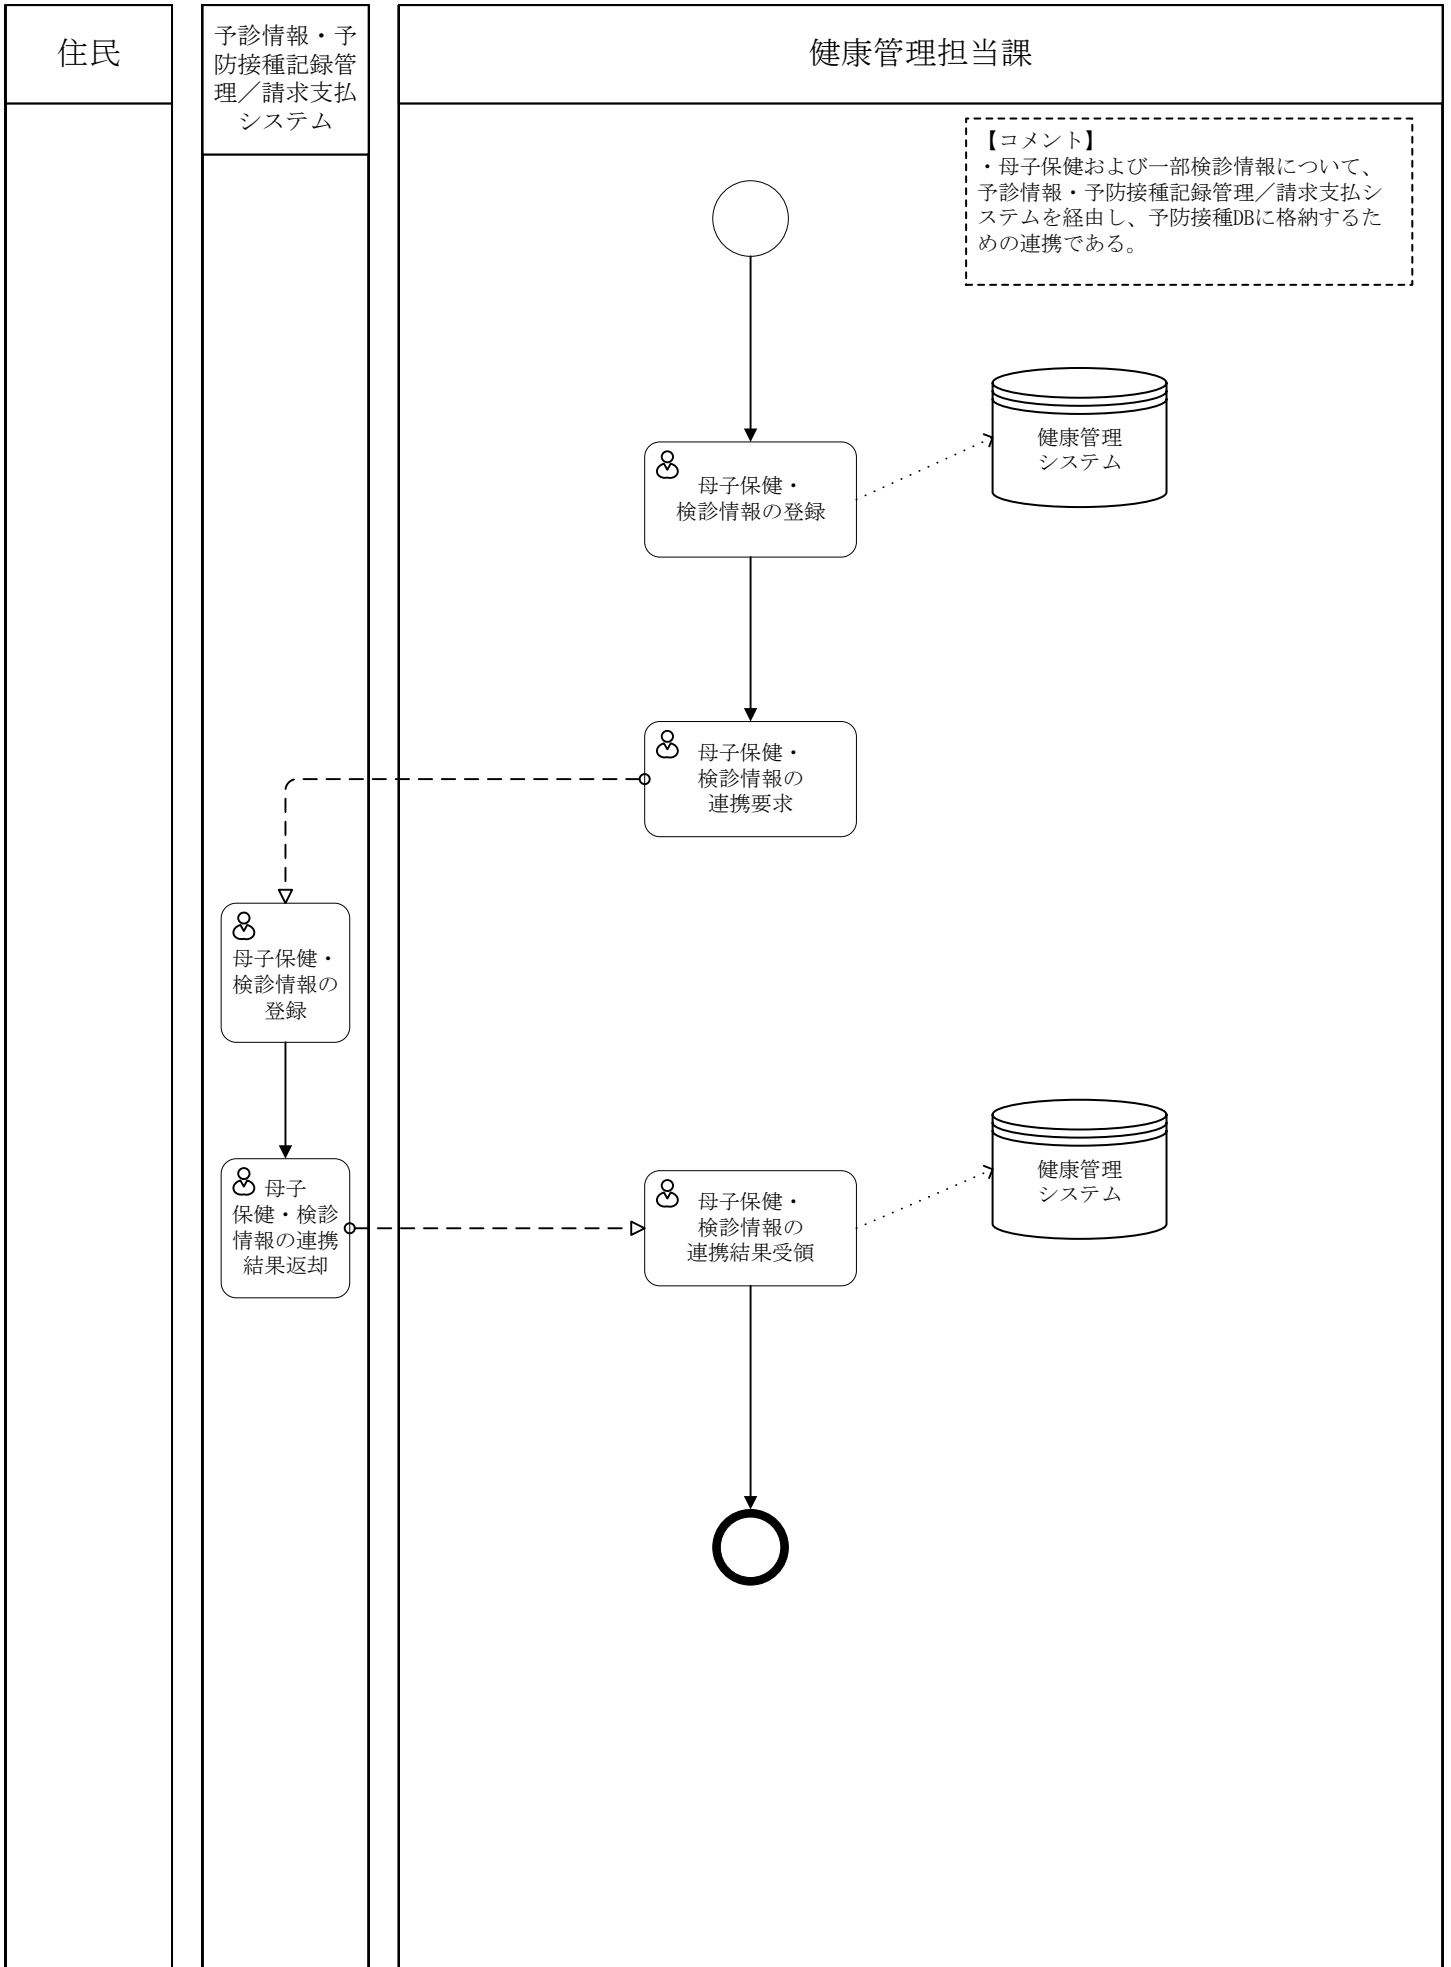 住民
予診情報・予
防接種記録管
理／請求支払
システム
健康管理担当課
【コメント】
・母子保健および一部検診情報について、
予診情報・予防接種記録管理／請求支払シ
ステムを経由し、予防接種DBに格納するた
めの連携である。
健康管理
システム
母子保健・
検診情報の登録
母子保健・
検診情報の
連携要求
母子保健・
検診情報の
登録
母子
保健・検診
情報の連携
結果返却
母子保健・
検診情報の
連携結果受領
健康管理
システム